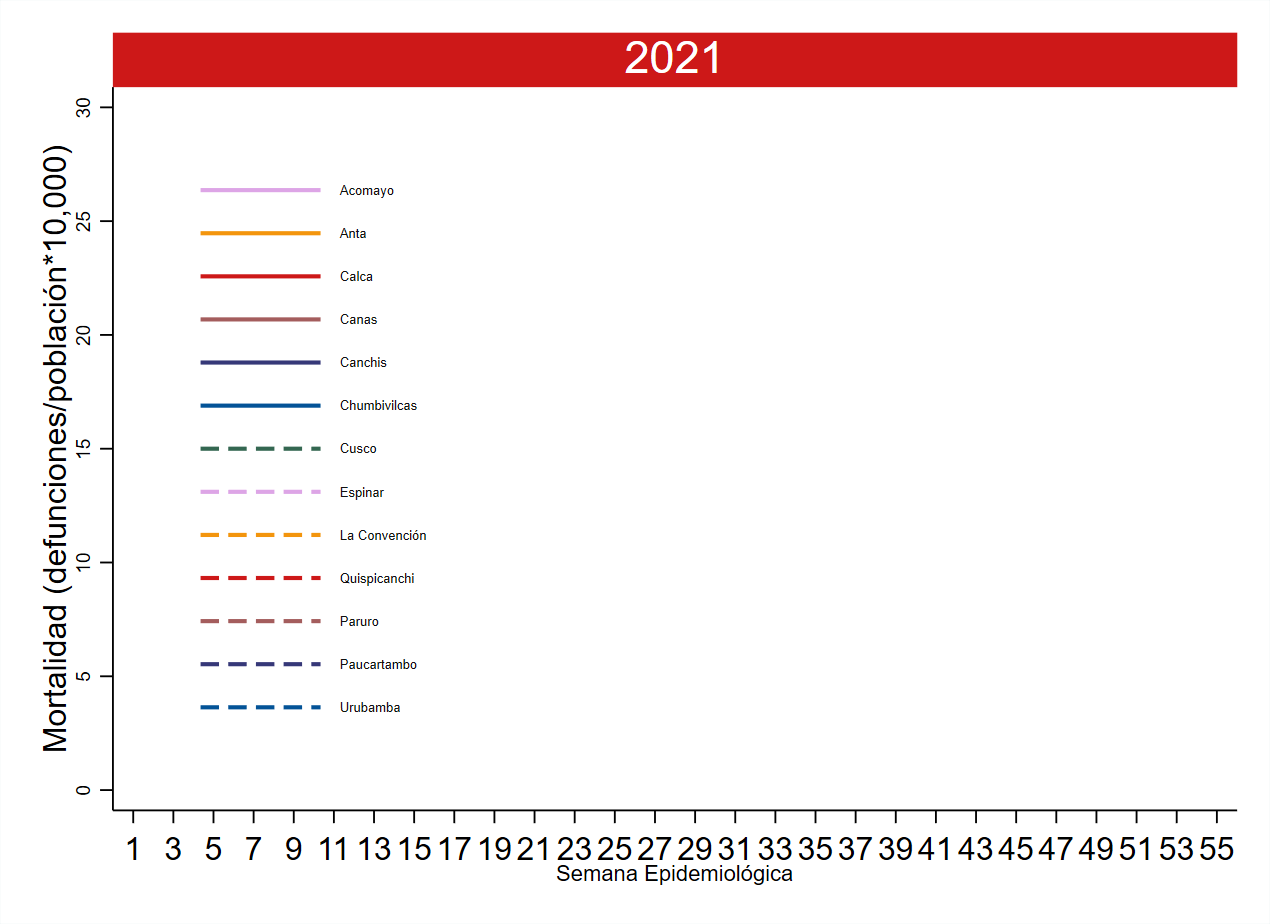 2021
Mortalidad (defunciones/población*10,000)
30
25
20
15
10
5
0
Acomayo
Anta
Calca
Canas
Canchis
Chumbivilcas
Cusco
Espinar
La Convención
Quispicanchi
Paruro
Paucartambo
Urubamba
1 3 5 7 9 11 13 15 17 19 21 23 25 27 29 31 33 35 37 39 41 43 45 47 49 51 53 55
Semana Epidemiológica